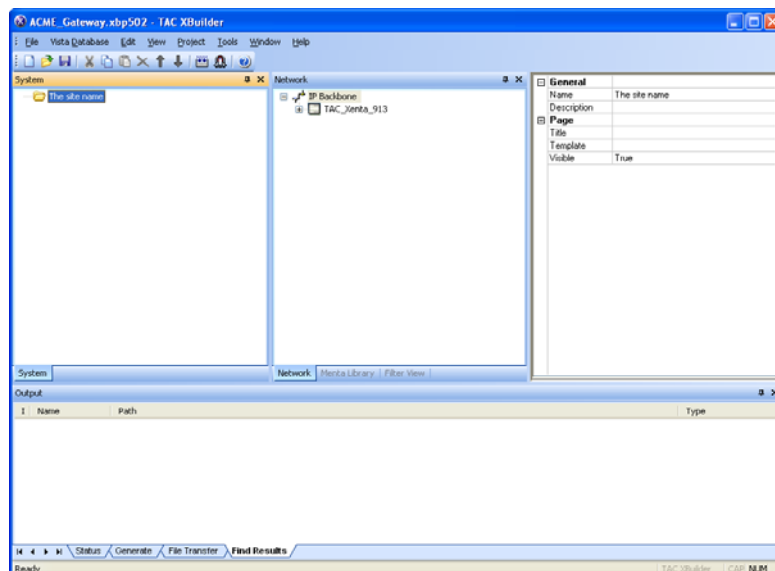 ACME_Gateway.xbp502 - TAC XBuilder
File Vista Database Edit View Project Tools Window Help
System
The site name
System
Network
IP Backbone
TAC_Xenta_913
Network Menta Library Filter View
General
Name The site name
Description
Page
Title
Template
Visible True
Output
I Name Path Type
Status Generate File Transfer Find Results
Ready TAC XBuilder CAP NUM